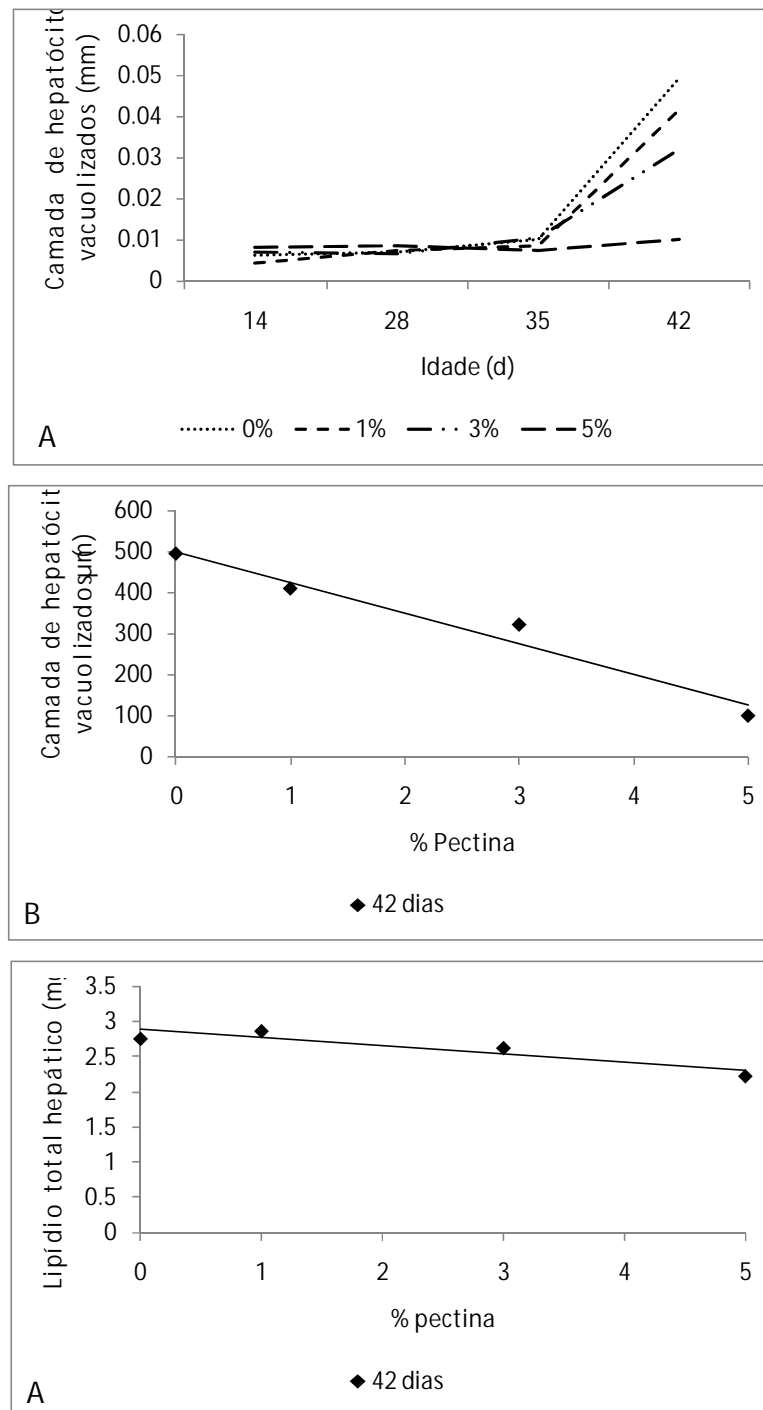 Camada de hepatócito
vacuolizados (mm)
0.06
0.05
0.04
0.03
0.02
0.01
0
14 28 35 42
Idade (d)
0% 1% 3% 5%
A
Camada de hepatócit
vacuolizados(µm)
600
500
400
300
200
100
0
0 1 2 3 4 5
% Pectina
42 dias
B
Lipídio total hepático
3.5
3
2.5
2
1.5
1
0.5
0
0 1 2 3 4 5
% pectina
42 dias
A